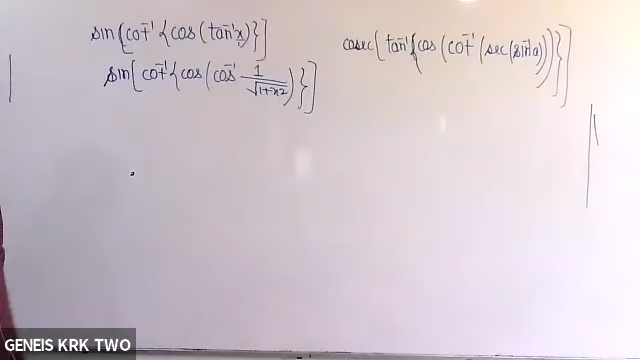 sin[cot⁻¹{cos(tan⁻¹x)}]
sin[cot⁻¹{cos(cos⁻¹ 1/√(1+x²))}]
cosec[tan⁻¹{cos(cot⁻¹(sec(sin⁻¹a)))}]
GENEIS KRK TWO